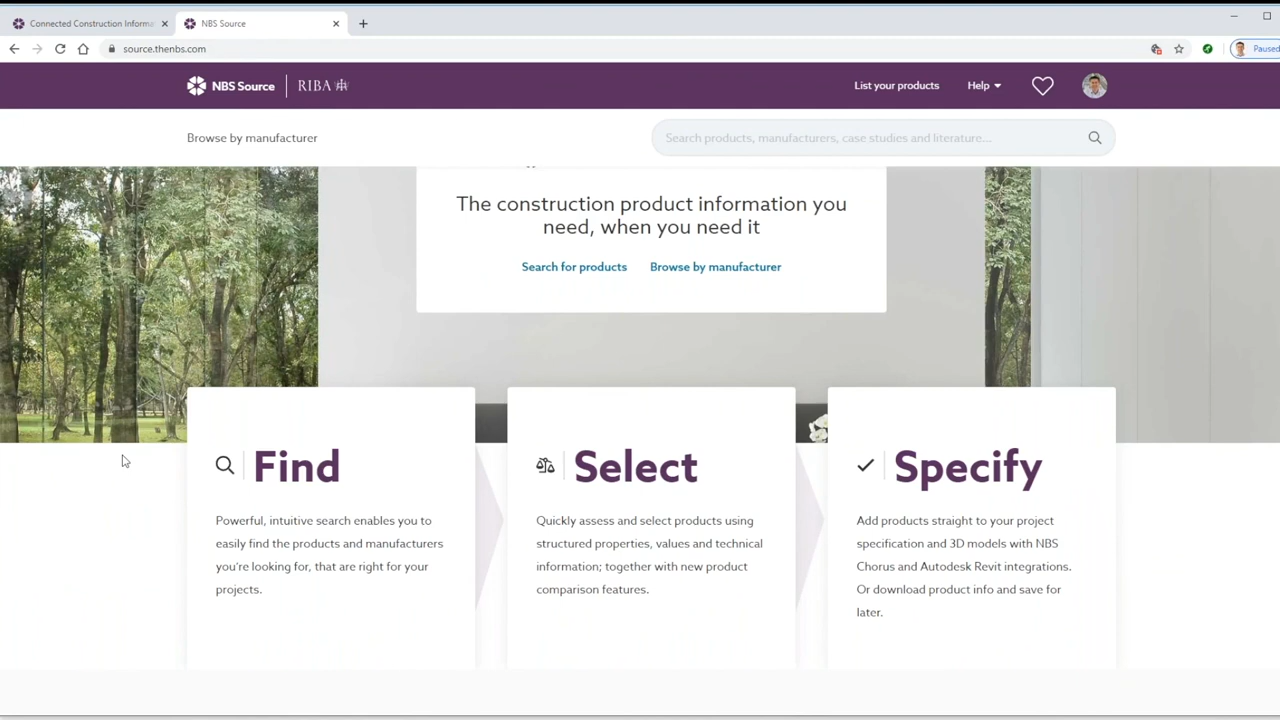 Connected Construction Informa
NBS Source
source.thenbs.com
Paused
NBS Source
RIBA
List your products
Help
Browse by manufacturer
Search products, manufacturers, case studies and literature...
The construction product information you
need, when you need it
Search for products
Browse by manufacturer
Find
Powerful, intuitive search enables you to
easily find the products and manufacturers
you're looking for, that are right for your
projects.
Select
Quickly assess and select products using
structured properties, values and technical
information; together with new product
comparison features.
Specify
Add products straight to your project
specification and 3D models with NBS
Chorus and Autodesk Revit integrations.
Or download product info and save for
later.